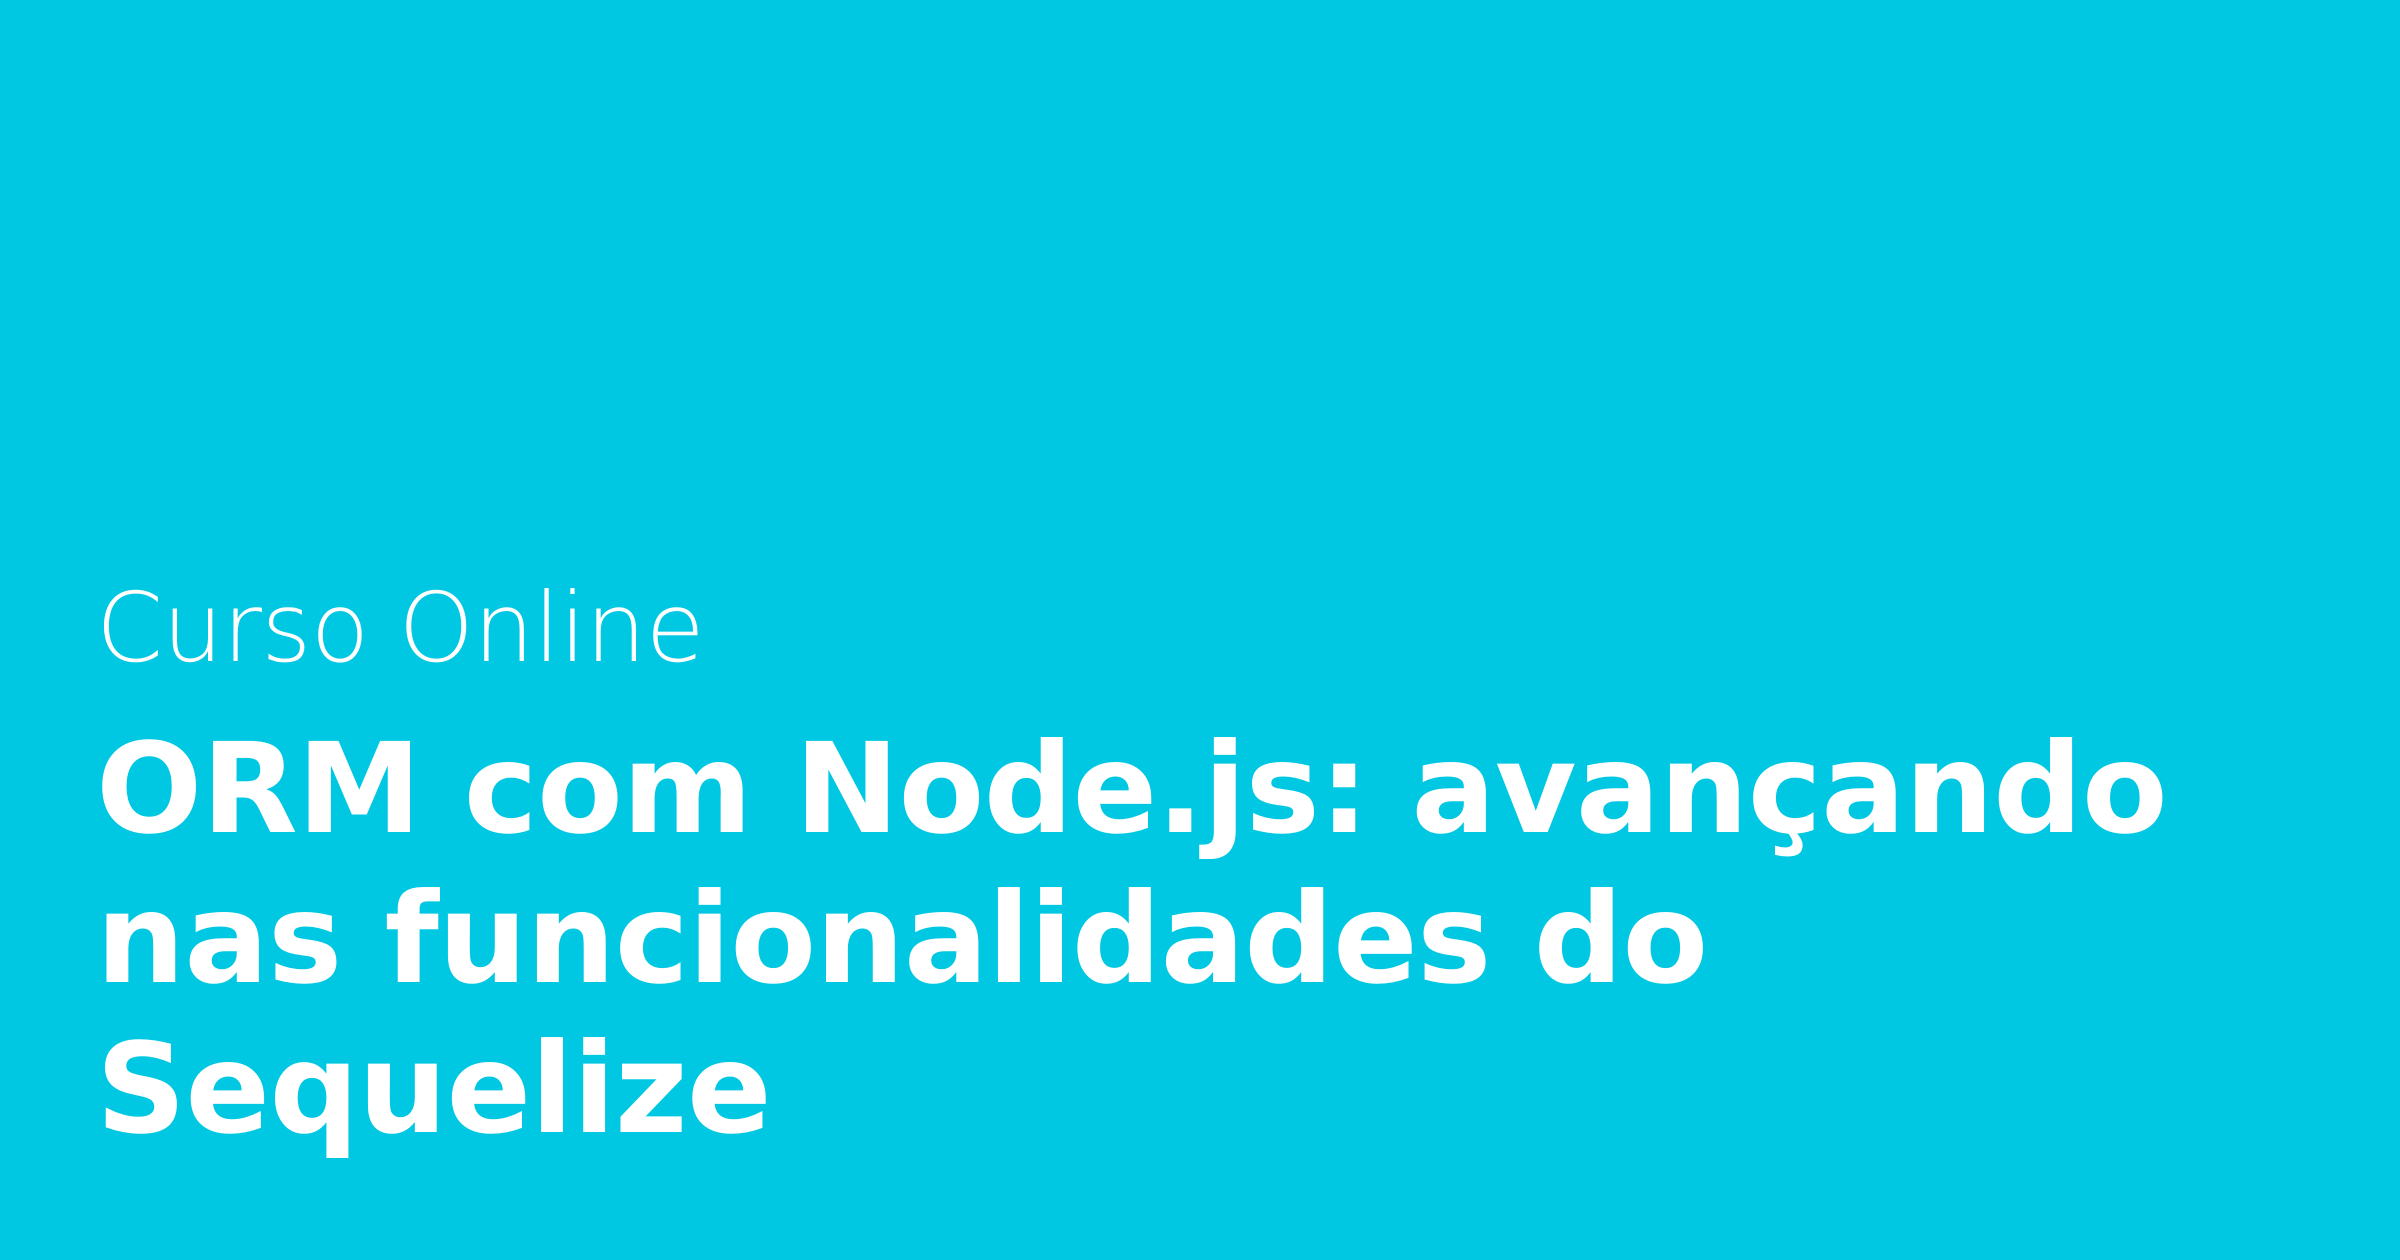 Curso Online
ORM com Node.js: avançando
nas funcionalidades do
Sequelize